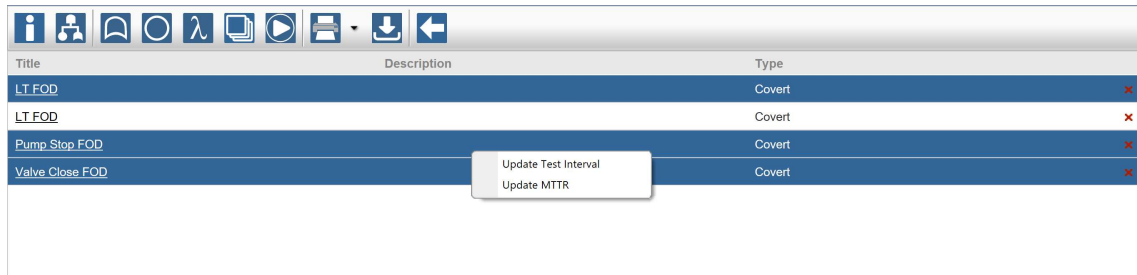 λ
Title Description Type
LT FOD Covert
LT FOD Covert
Pump Stop FOD Covert
Valve Close FOD Covert
Update Test Interval
Update MTTR